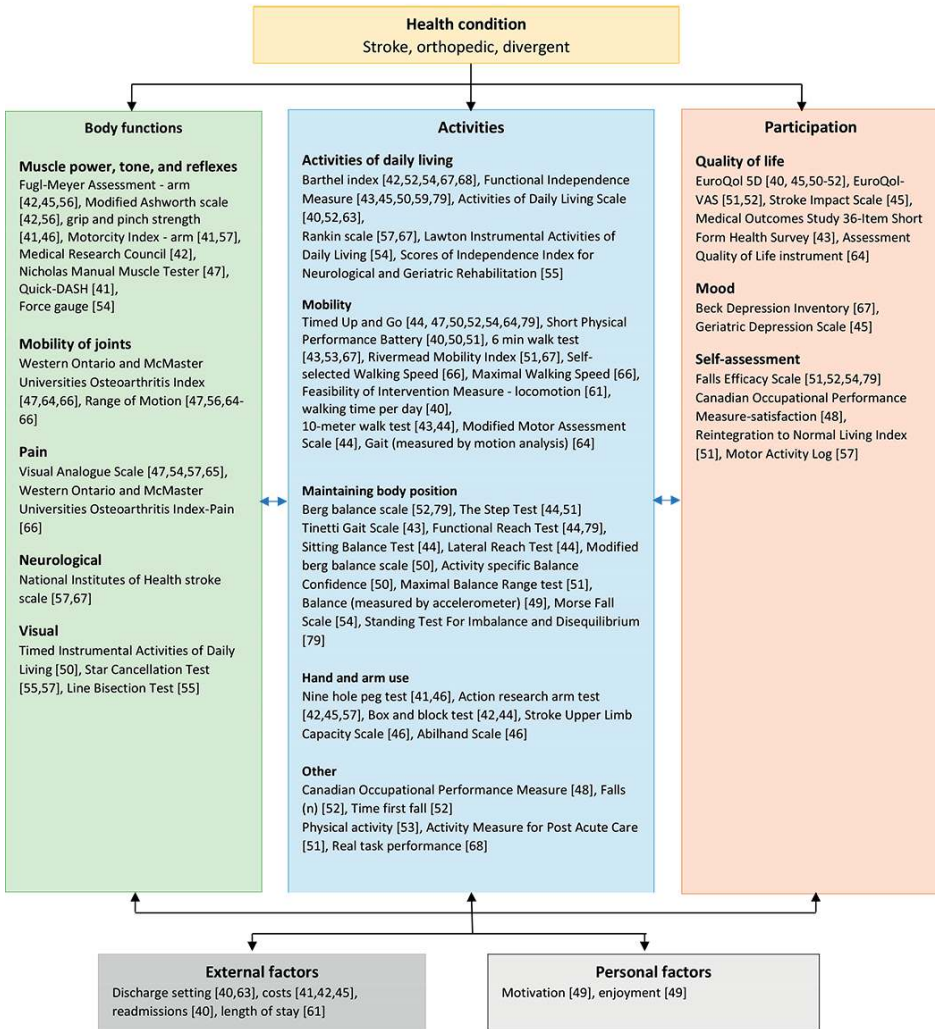 Health condition
Stroke, orthopedic, divergent
Body functions
Muscle power, tone, and reflexes
Fugl-Meyer Assessment - arm
[42,45,56], Modified Ashworth scale
[42,56], grip and pinch strength
[41,46], Motorcity Index - arm [41,57],
Medical Research Council [42],
Nicholas Manual Muscle Tester [47],
Quick-DASH [41],
Force gauge [54]
Mobility of joints
Western Ontario and McMaster
Universities Osteoarthritis Index
[47,64,66], Range of Motion [47,56,64-
66]
Pain
Visual Analogue Scale [47,54,57,65],
Western Ontario and McMaster
Universities Osteoarthritis Index-Pain
[66]
Neurological
National Institutes of Health stroke
scale [57,67]
Visual
Timed Instrumental Activities of Daily
Living [50], Star Cancellation Test
[55,57], Line Bisection Test [55]
Activities
Activities of daily living
Barthel index [42,52,54,67,68], Functional Independence
Measure [43,45,50,59,79], Activities of Daily Living Scale
[40,52,63],
Rankin scale [57,67], Lawton Instrumental Activities of
Daily Living [54], Scores of Independence Index for
Neurological and Geriatric Rehabilitation [55]
Mobility
Timed Up and Go [44, 47,50,52,54,64,79], Short Physical
Performance Battery [40,50,51], 6 min walk test
[43,53,67], Rivermead Mobility Index [51,67], Self-
selected Walking Speed [66], Maximal Walking Speed [66],
Feasibility of Intervention Measure - locomotion [61],
walking time per day [40],
10-meter walk test [43,44], Modified Motor Assessment
Scale [44], Gait (measured by motion analysis) [64]
Maintaining body position
Berg balance scale [52,79], The Step Test [44,51]
Tinetti Gait Scale [43], Functional Reach Test [44,79],
Sitting Balance Test [44], Lateral Reach Test [44], Modified
berg balance scale [50], Activity specific Balance
Confidence [50], Maximal Balance Range test [51],
Balance (measured by accelerometer) [49], Morse Fall
Scale [54], Standing Test For Imbalance and Disequilibrium
[79]
Hand and arm use
Nine hole peg test [41,46], Action research arm test
[42,45,57], Box and block test [42,44], Stroke Upper Limb
Capacity Scale [46], Abilhand Scale [46]
Other
Canadian Occupational Performance Measure [48], Falls
(n) [52], Time first fall [52]
Physical activity [53], Activity Measure for Post Acute Care
[51], Real task performance [68]
Participation
Quality of life
EuroQol 5D [40, 45,50-52], EuroQol-
VAS [51,52], Stroke Impact Scale [45],
Medical Outcomes Study 36-Item Short
Form Health Survey [43], Assessment
Quality of Life instrument [64]
Mood
Beck Depression Inventory [67],
Geriatric Depression Scale [45]
Self-assessment
Falls Efficacy Scale [51,52,54,79]
Canadian Occupational Performance
Measure-satisfaction [48],
Reintegration to Normal Living Index
[51], Motor Activity Log [57]
External factors
Discharge setting [40,63], costs [41,42,45],
readmissions [40], length of stay [61]
Personal factors
Motivation [49], enjoyment [49]